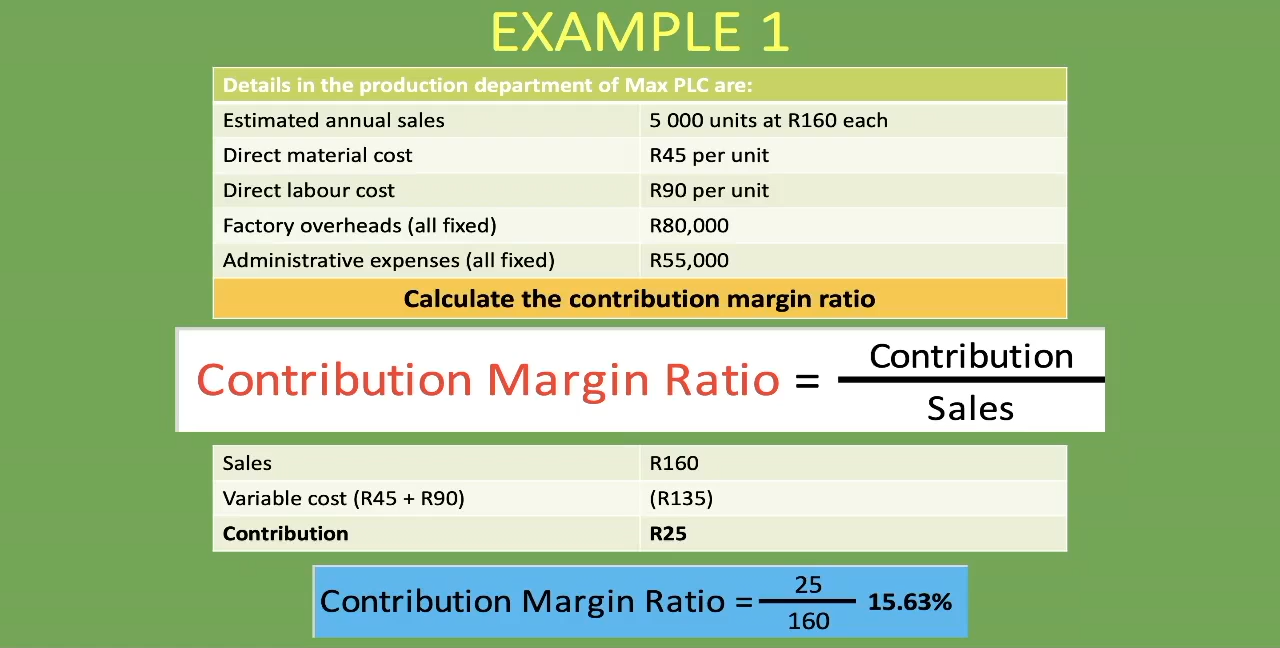 EXAMPLE 1
Details in the production department of Max PLC are:
Estimated annual sales 5 000 units at R160 each
Direct material cost R45 per unit
Direct labour cost R90 per unit
Factory overheads (all fixed) R80,000
Administrative expenses (all fixed) R55,000
Calculate the contribution margin ratio
Contribution Margin Ratio = Contribution
Sales
Sales R160
Variable cost (R45 + R90) (R135)
Contribution R25
Contribution Margin Ratio = 25
160
15.63%